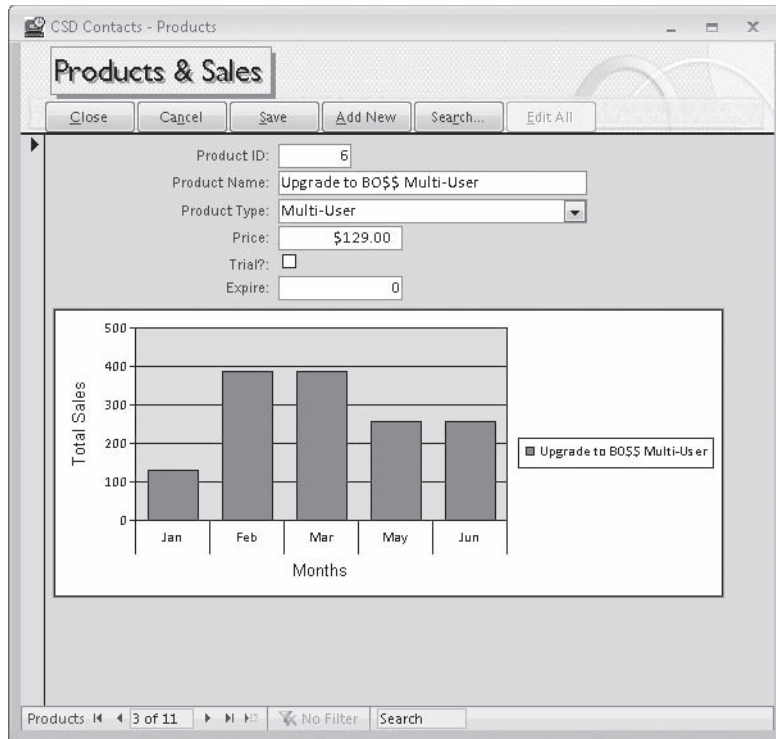 CSD Contacts - Products
Products & Sales
Close Cancel Save Add New Search... Edit All
Product ID: 6
Product Name: Upgrade to BO$$ Multi-User
Product Type: Multi-User
Price: $129.00
Trial?:
Expire: 0
Total Sales
500
400
300
200
100
0
Jan Feb Mar May Jun
Months
Upgrade to BO$$ Multi-User
Products 3 of 11 No Filter Search